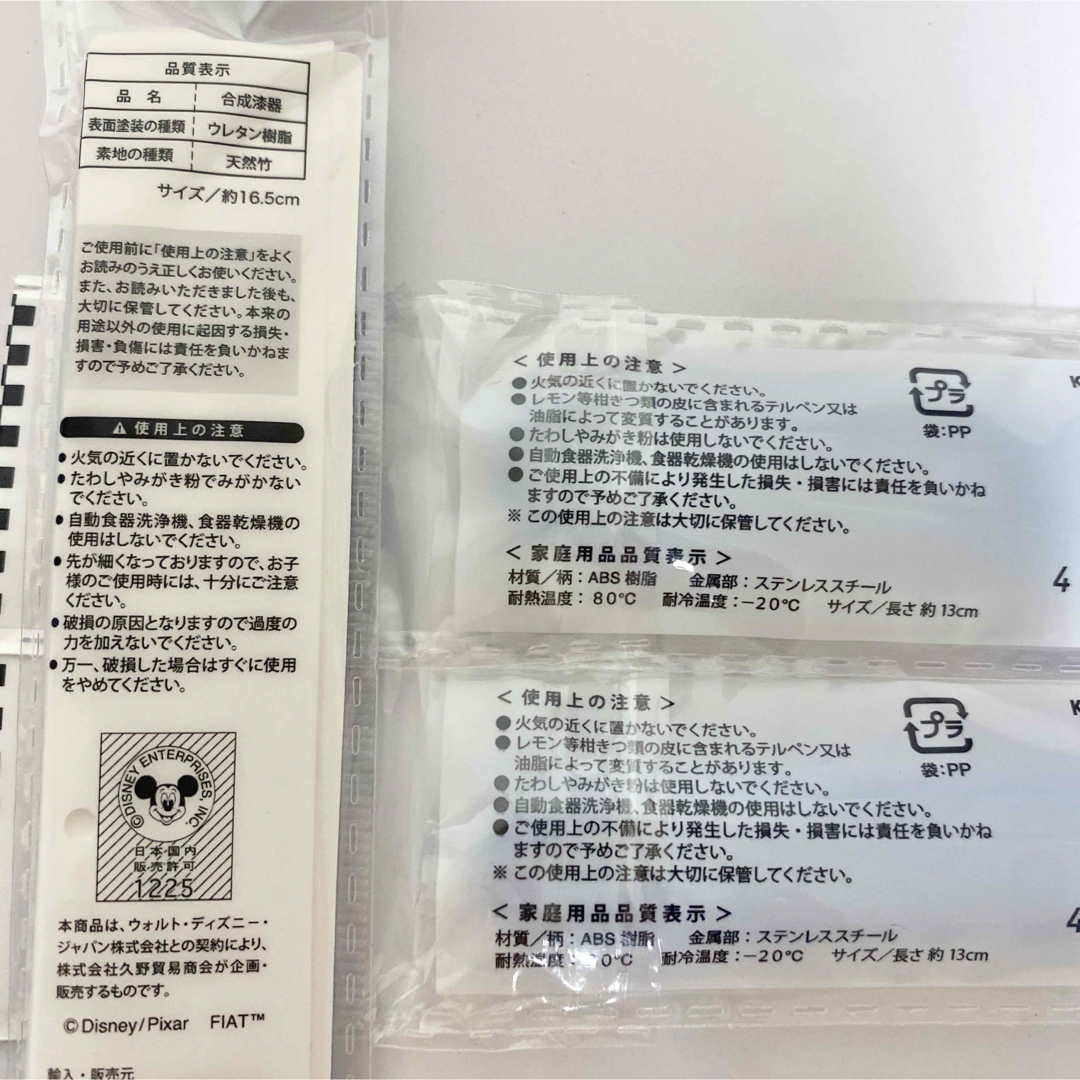 品質表示
品 名 合成漆器
表面塗装の種類 ウレタン樹脂
素地の種類 天然竹
サイズ／約16.5cm
ご使用前に「使用上の注意」をよく
お読みのうえ正しくお使いください。
また、お読みいただきました後も、
大切に保管してください。本来の
用途以外の使用に起因する損失・
損害・負傷には責任を負いかねま
すので予めご了承ください。
⚠ 使用上の注意
●火気の近くに置かないでください。
●たわしやみがき粉でみがかない
でください。
●自動食器洗浄機、食器乾燥機の
使用はしないでください。
●先が細くなっておりますので、お子
様のご使用時には、十分にご注意
ください。
●破損の原因となりますので過度の
力を加えないでください。
●万一、破損した場合はすぐに使用
をやめてください。
©DISNEY ENTERPRISES, INC
日本国内
販売許可
1225
本商品は、ウォルト・ディズニー・
ジャパン株式会社との契約により、
株式会社久野貿易商会が企画・
販売するものです。
©Disney/Pixar FIAT™
輸入・販売元
＜ 使用上の注意 ＞
●火気の近くに置かないでください。
●レモン等柑きつ類の皮に含まれるテルペン又は
油脂によって変質することがあります。
●たわしやみがき粉は使用しないでください。
●自動食器洗浄機、食器乾燥機の使用はしないでください。
●ご使用上の不備により発生した損失・損害には責任を負いかね
ますので予めご了承ください。
※ この使用上の注意は大切に保管してください。
プラ
袋：PP
＜ 家庭用品品質表示 ＞
材質／柄：ABS 樹脂 金属部：ステンレススチール
耐熱温度： 80℃ 耐冷温度：−20℃ サイズ／長さ 約 13cm
K
4
＜ 使用上の注意 ＞
●火気の近くに置かないでください。
●レモン等柑きつ類の皮に含まれるテルペン又は
油脂によって変質することがあります。
●たわしやみがき粉は使用しないでください。
●自動食器洗浄機、食器乾燥機の使用はしないでください。
●ご使用上の不備により発生した損失・損害には責任を負いかね
ますので予めご了承ください。
※ この使用上の注意は大切に保管してください。
プラ
袋：PP
＜ 家庭用品品質表示 ＞
材質／柄：ABS 樹脂 金属部：ステンレススチール
耐熱温度： 耐冷温度：−20℃ サイズ／長さ 約 13cm
K
4